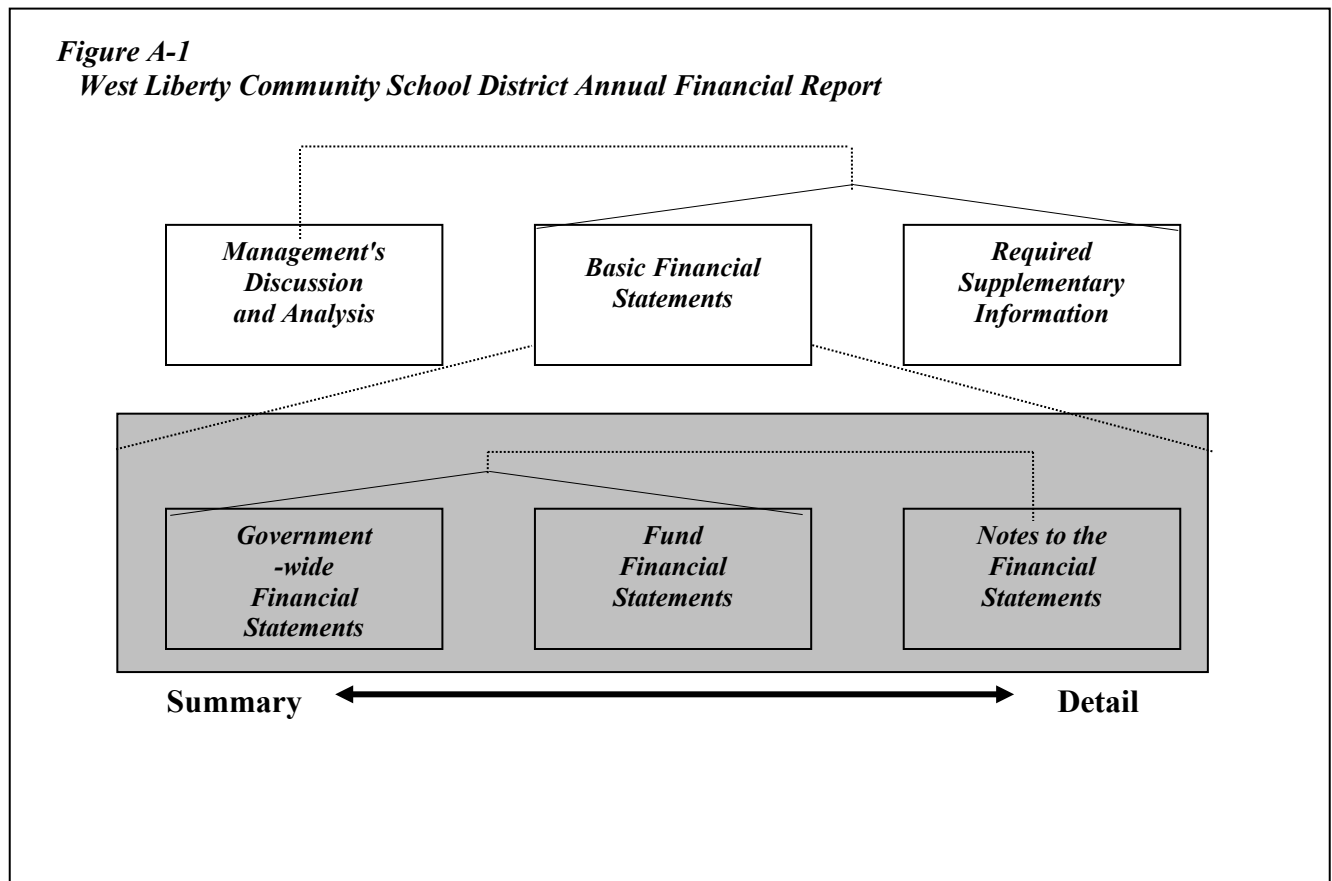 Figure A-1
West Liberty Community School District Annual Financial Report
Management's
Discussion
and Analysis
Basic Financial
Statements
Required
Supplementary
Information
Government
-wide
Financial
Statements
Fund
Financial
Statements
Notes to the
Financial
Statements
Summary
Detail